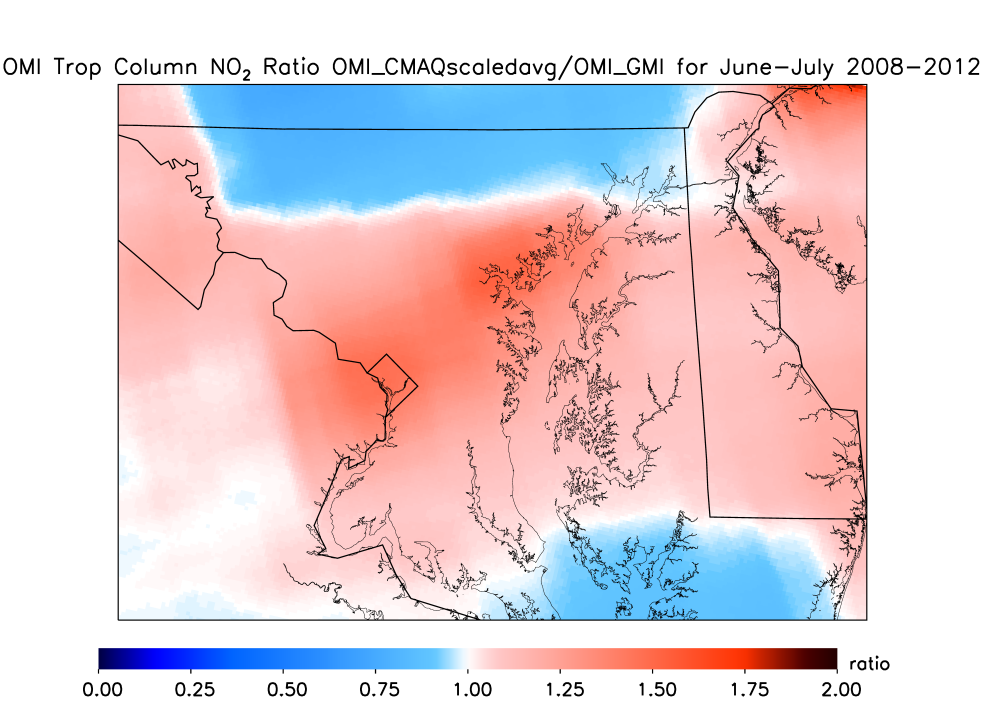 OMI Trop Column NO₂ Ratio OMI_CMAQscaledavg/OMI_GMI for June-July 2008-2012
0.00 0.25 0.50 0.75 1.00 1.25 1.50 1.75 2.00 ratio